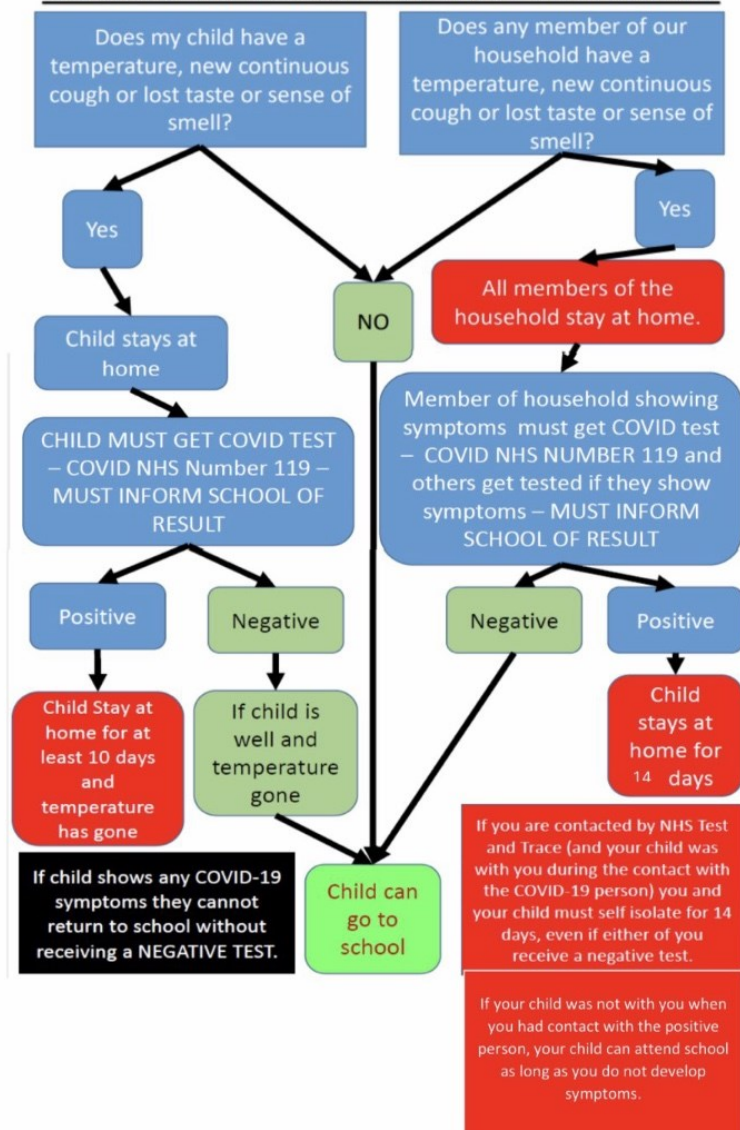 Does my child have a
temperature, new continuous
cough or lost taste or sense of
smell?
Does any member of our
household have a
temperature, new continuous
cough or lost taste or sense of
smell?
Yes
Yes
NO
Child stays at
home
All members of the
household stay at home.
CHILD MUST GET COVID TEST
– COVID NHS Number 119 –
MUST INFORM SCHOOL OF
RESULT
Member of household showing
symptoms must get COVID test
– COVID NHS NUMBER 119 and
others get tested if they show
symptoms – MUST INFORM
SCHOOL OF RESULT
Positive
Negative
Negative
Positive
Child Stay at
home for at
least 10 days
and
temperature
has gone
If child is
well and
temperature
gone
Child
stays at
home for
14 days
If child shows any COVID-19
symptoms they cannot
return to school without
receiving a NEGATIVE TEST.
Child can
go to
school
If you are contacted by NHS Test
and Trace (and your child was
with you during the contact with
the COVID-19 person) you and
your child must self isolate for 14
days, even if either of you
receive a negative test.
If your child was not with you when
you had contact with the positive
person, your child can attend school
as long as you do not develop
symptoms.